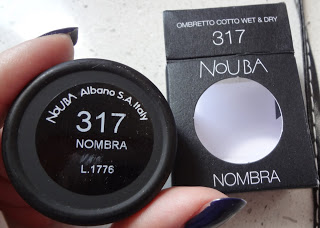 NOUBA Albano S.A. Italy
317
NOMBRA
L.1776
OMBRETTO COTTO WET & DRY
317
NOUBA
NOMBRA